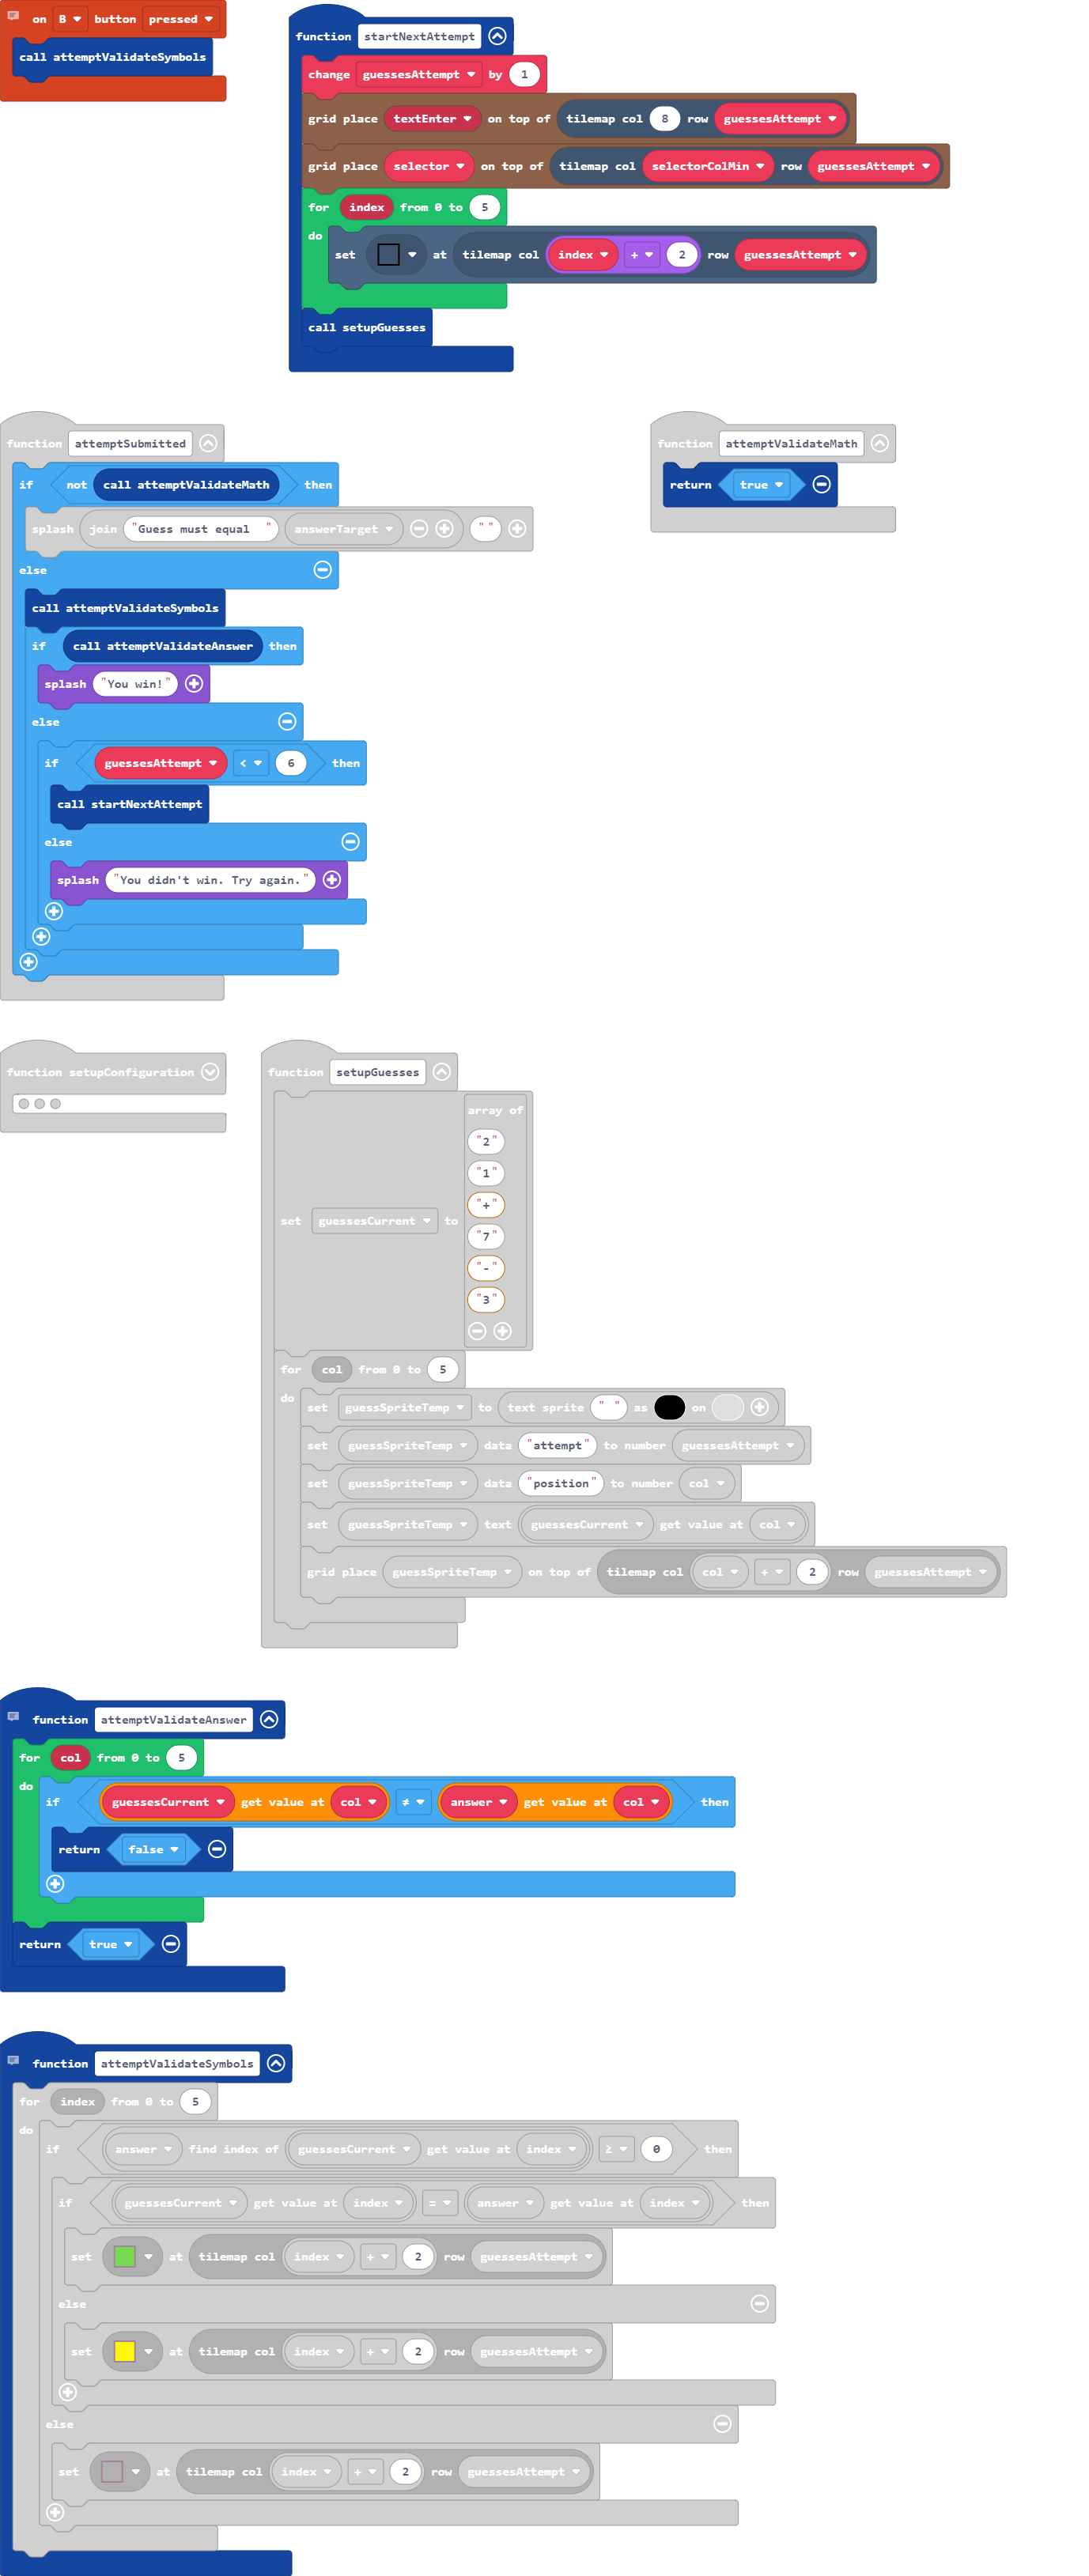 on B button pressed
call attemptValidateSymbols
function startNextAttempt
change guessesAttempt by 1
grid place textEnter on top of tilemap col 8 row guessesAttempt
grid place selector on top of tilemap col selectorColMin row guessesAttempt
for index from 0 to 5
do
set at tilemap col index + 2 row guessesAttempt
call setupGuesses
function attemptSubmitted
if not call attemptValidateMath then
splash join "Guess must equal " answerTarget " "
else
call attemptValidateSymbols
if call attemptValidateAnswer then
splash "You win!"
else
if guessesAttempt < 6 then
call startNextAttempt
else
splash "You didn't win. Try again."
function attemptValidateMath
return true
function setupConfiguration
function setupGuesses
set guessesCurrent to array of
"2"
"1"
"+"
"7"
"-"
"3"
for col from 0 to 5
do
set guessSpriteTemp to text sprite " " as on
set guessSpriteTemp data "attempt" to number guessesAttempt
set guessSpriteTemp data "position" to number col
set guessSpriteTemp text guessesCurrent get value at col
grid place guessSpriteTemp on top of tilemap col col + 2 row guessesAttempt
function attemptValidateAnswer
for col from 0 to 5
do
if guessesCurrent get value at col ≠ answer get value at col then
return false
return true
function attemptValidateSymbols
for index from 0 to 5
do
if answer find index of guessesCurrent get value at index ≥ 0 then
if guessesCurrent get value at index = answer get value at index then
set at tilemap col index + 2 row guessesAttempt
else
set at tilemap col index + 2 row guessesAttempt
else
set at tilemap col index + 2 row guessesAttempt